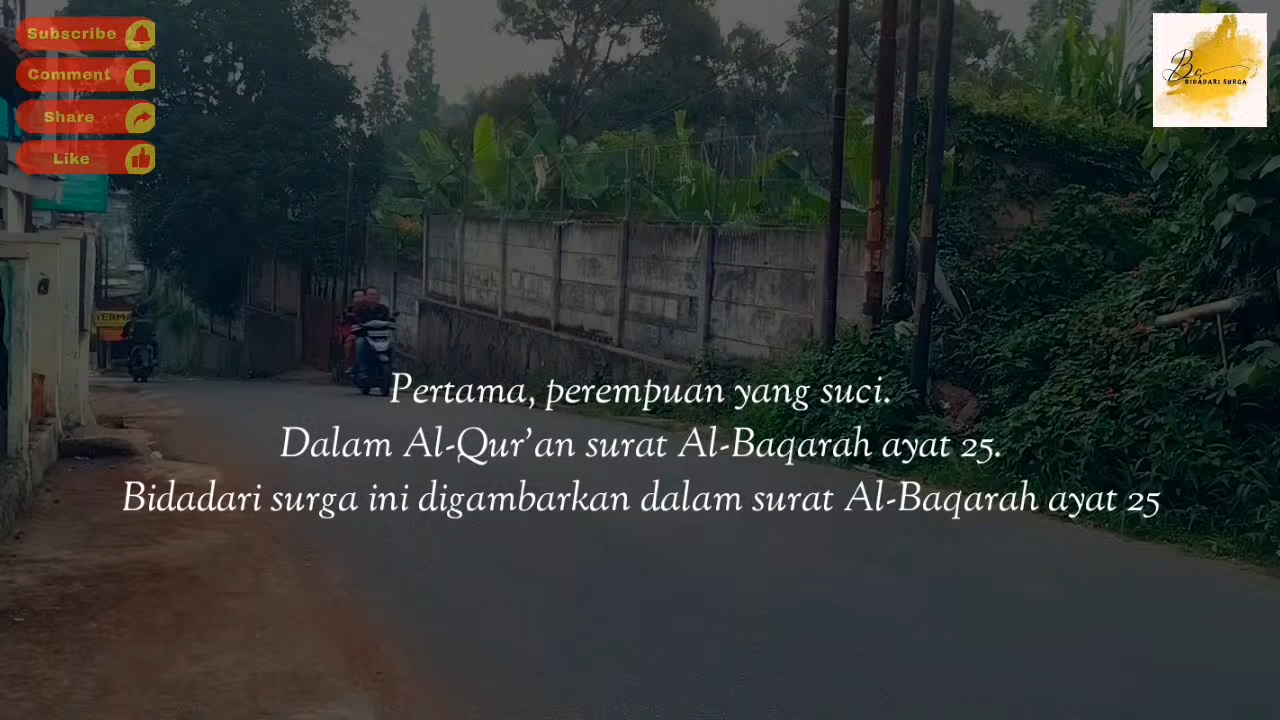 Subscribe
Comment
Share
Like
Bs
BIDADARI SURGA
Pertama, perempuan yang suci.
Dalam Al-Qur'an surat Al-Baqarah ayat 25.
Bidadari surga ini digambarkan dalam surat Al-Baqarah ayat 25